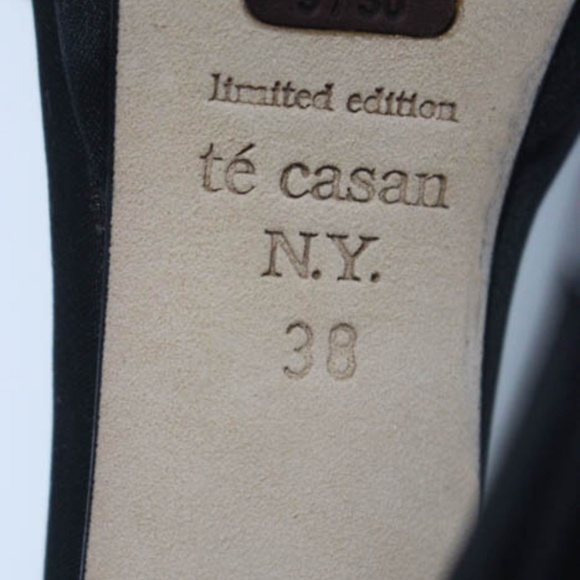 limited edition
té casan
N.Y.
38